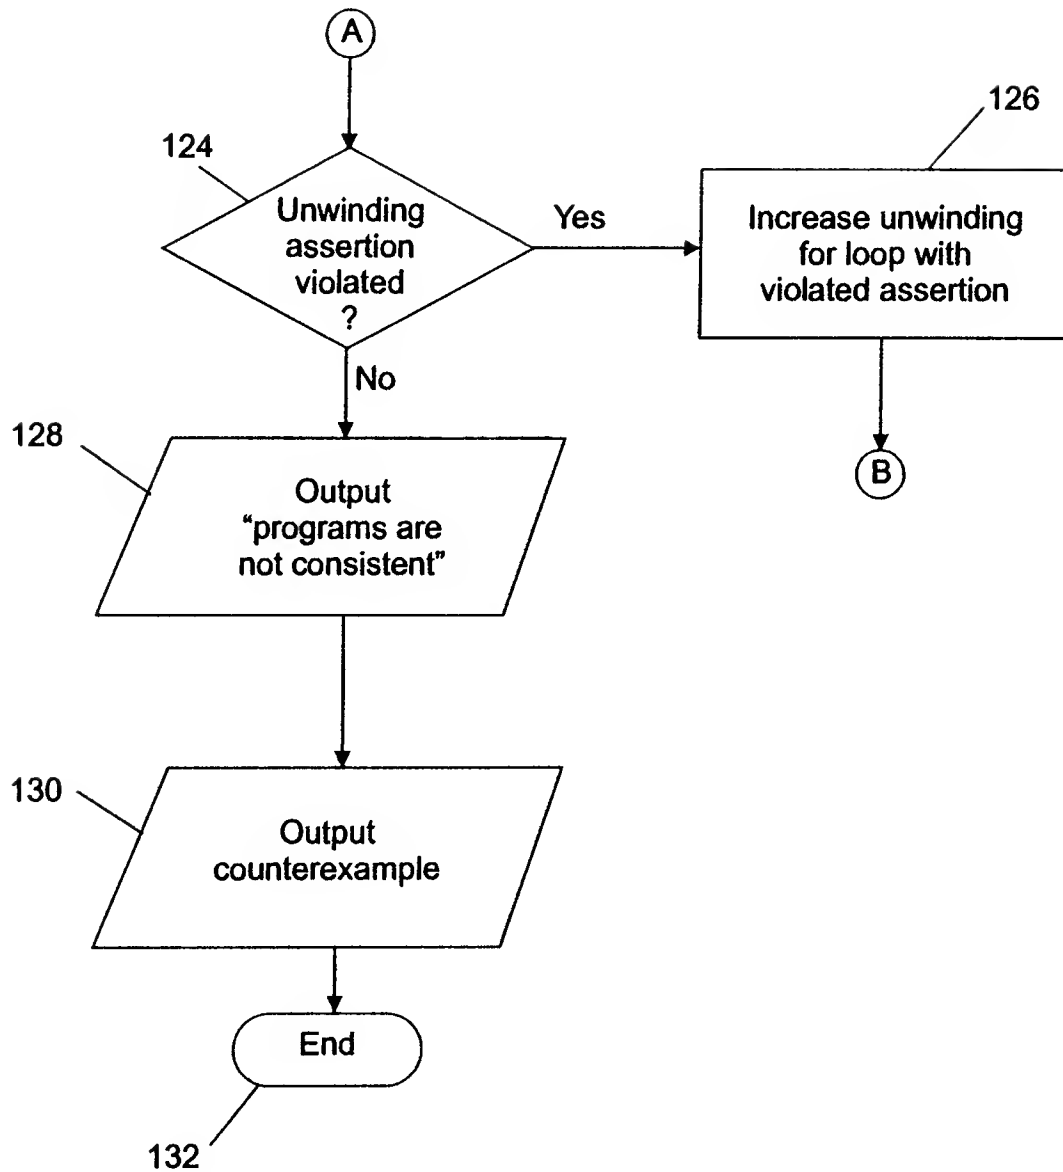 A
126
124
Unwinding
assertion
violated
?
Yes
Increase unwinding
for loop with
violated assertion
No
128
B
Output
“programs are
not consistent”
130
Output
counterexample
End
132